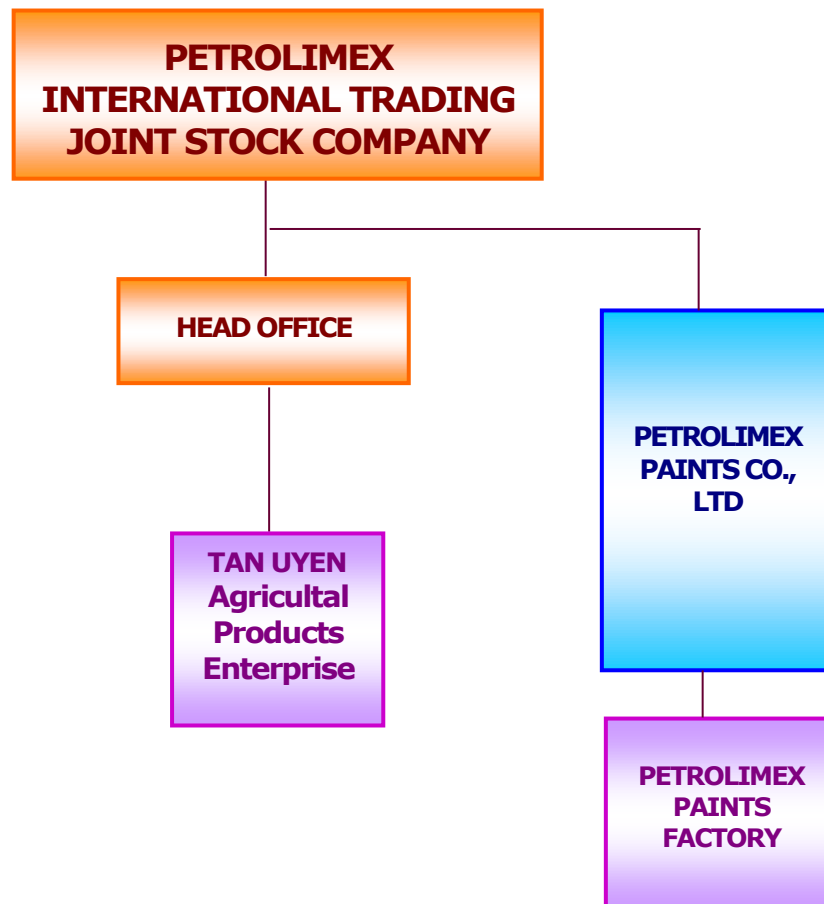 PETROLIMEX
INTERNATIONAL TRADING
JOINT STOCK COMPANY
HEAD OFFICE
PETROLIMEX
PAINTS CO.,
LTD
TAN UYEN
Agricultal
Products
Enterprise
PETROLIMEX
PAINTS
FACTORY